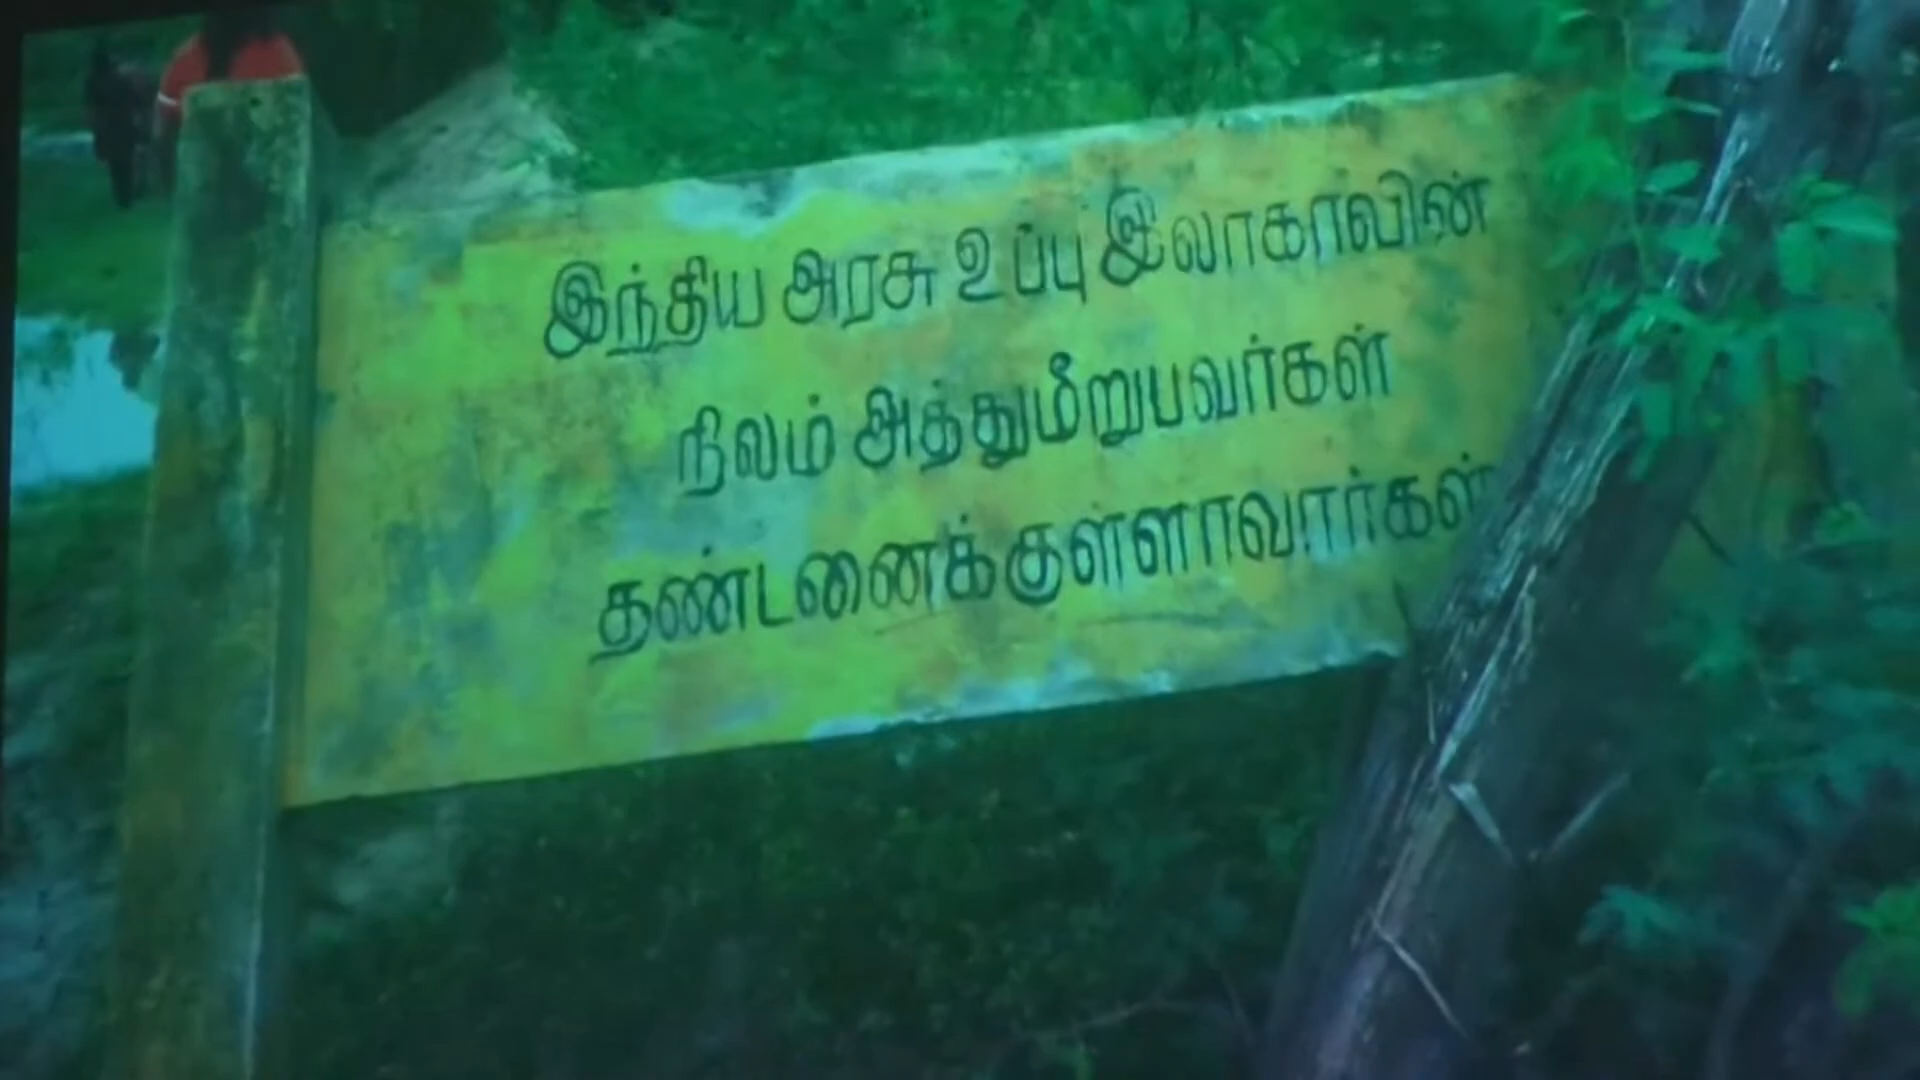 இந்திய அரசு உப்பு இலாகாவின்
நிலம் அத்துமீறுபவர்கள்
தண்டனைக்குள்ளாவார்கள்